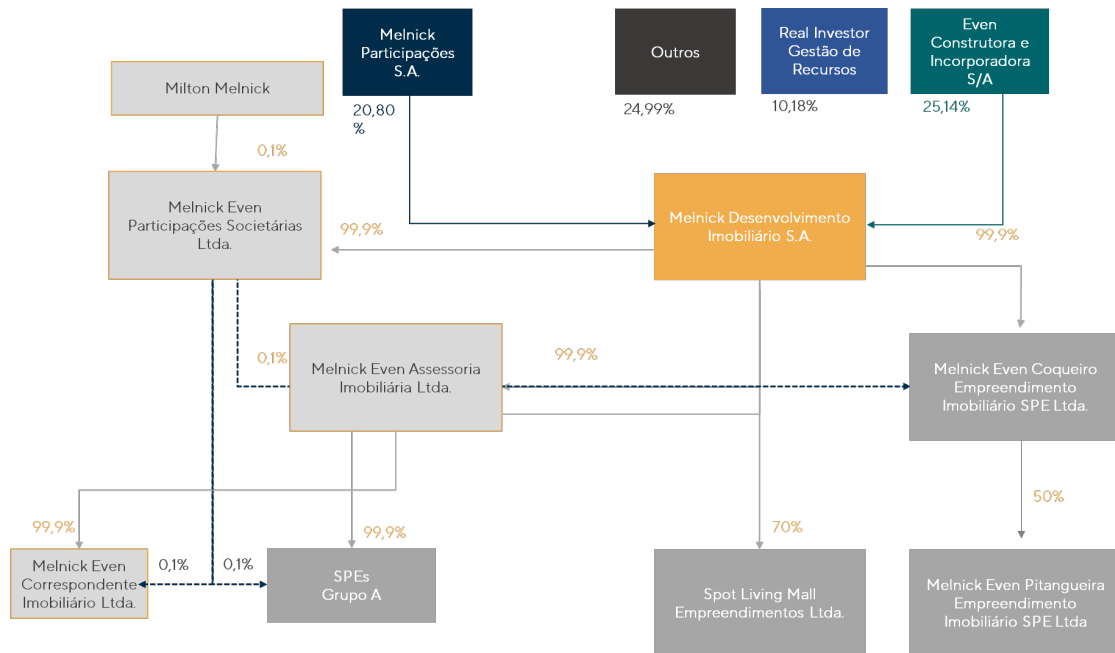 Melnick
Participações
S.A.
Outros
Real Investor
Gestão de
Recursos
Even
Construtora e
Incorporadora
S/A
Milton Melnick
20,80
%
24,99%
10,18%
25,14%
0,1%
Melnick Even
Participações Societárias
Ltda.
99,9%
Melnick Desenvolvimento
Imobiliário S.A.
99,9%
0,1%
Melnick Even Assessoria
Imobiliária Ltda.
99,9%
Melnick Even Coqueiro
Empreendimento
Imobiliário SPE Ltda.
99,9%
99,9%
70%
50%
Melnick Even
Correspondente
Imobiliário Ltda.
0,1%
0,1%
SPEs
Grupo A
Spot Living Mall
Empreendimentos Ltda.
Melnick Even Pitangueira
Empreendimento
Imobiliário SPE Ltda